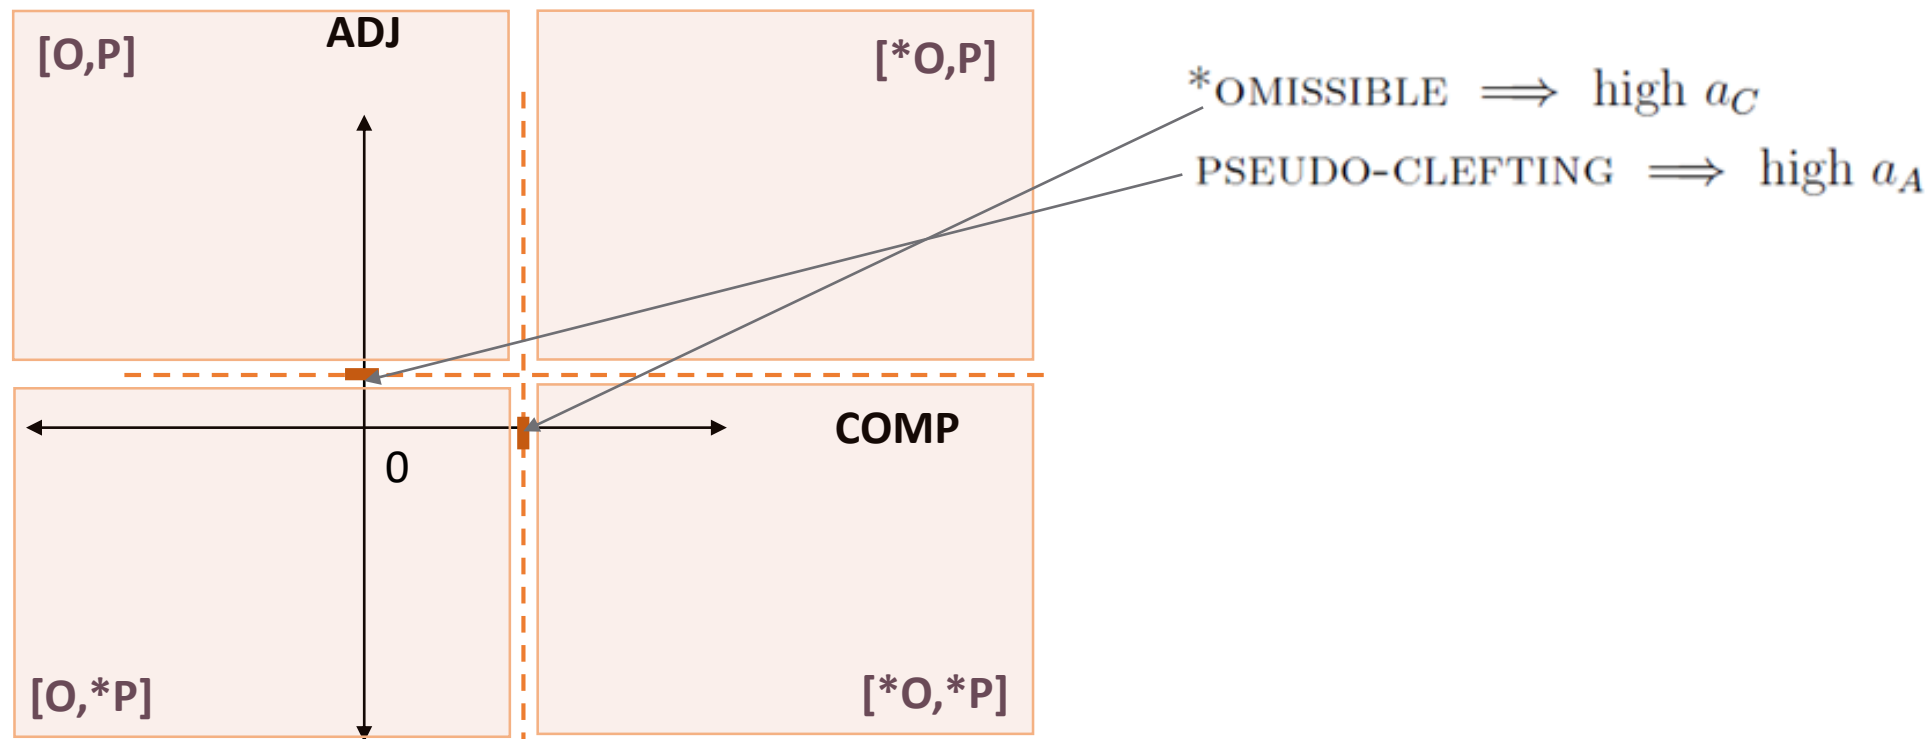 [O,P]
ADJ
[*O,P]
*OMISSIBLE ⟹ high a_C
PSEUDO-CLEFTING ⟹ high a_A
COMP
0
[O,*P]
[*O,*P]